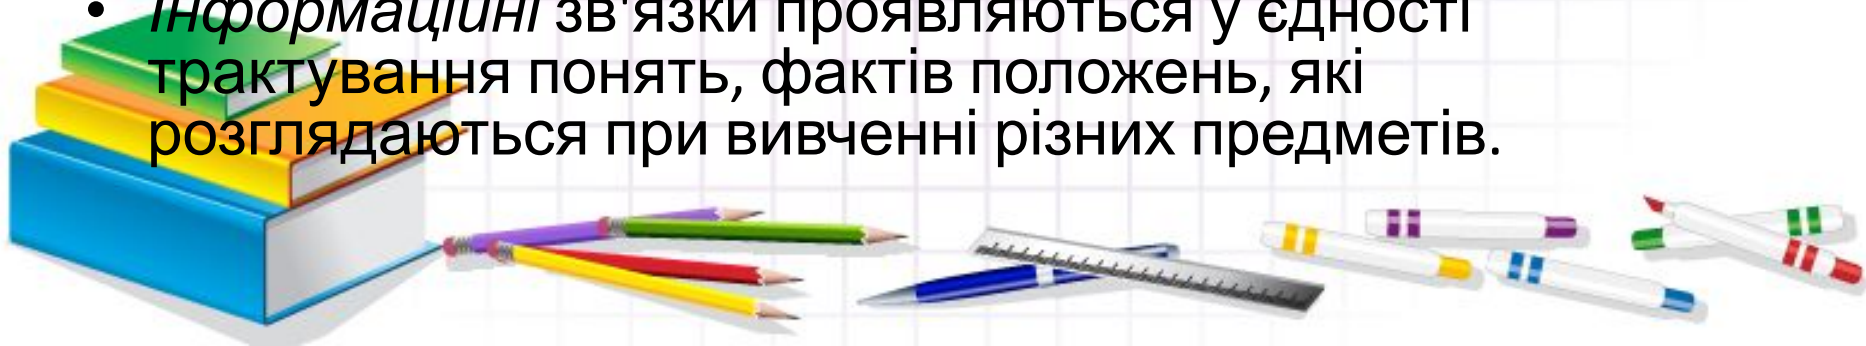 • Інформаційні зв'язки проявляються у єдності
трактування понять, фактів положень, які
розглядаються при вивченні різних предметів.